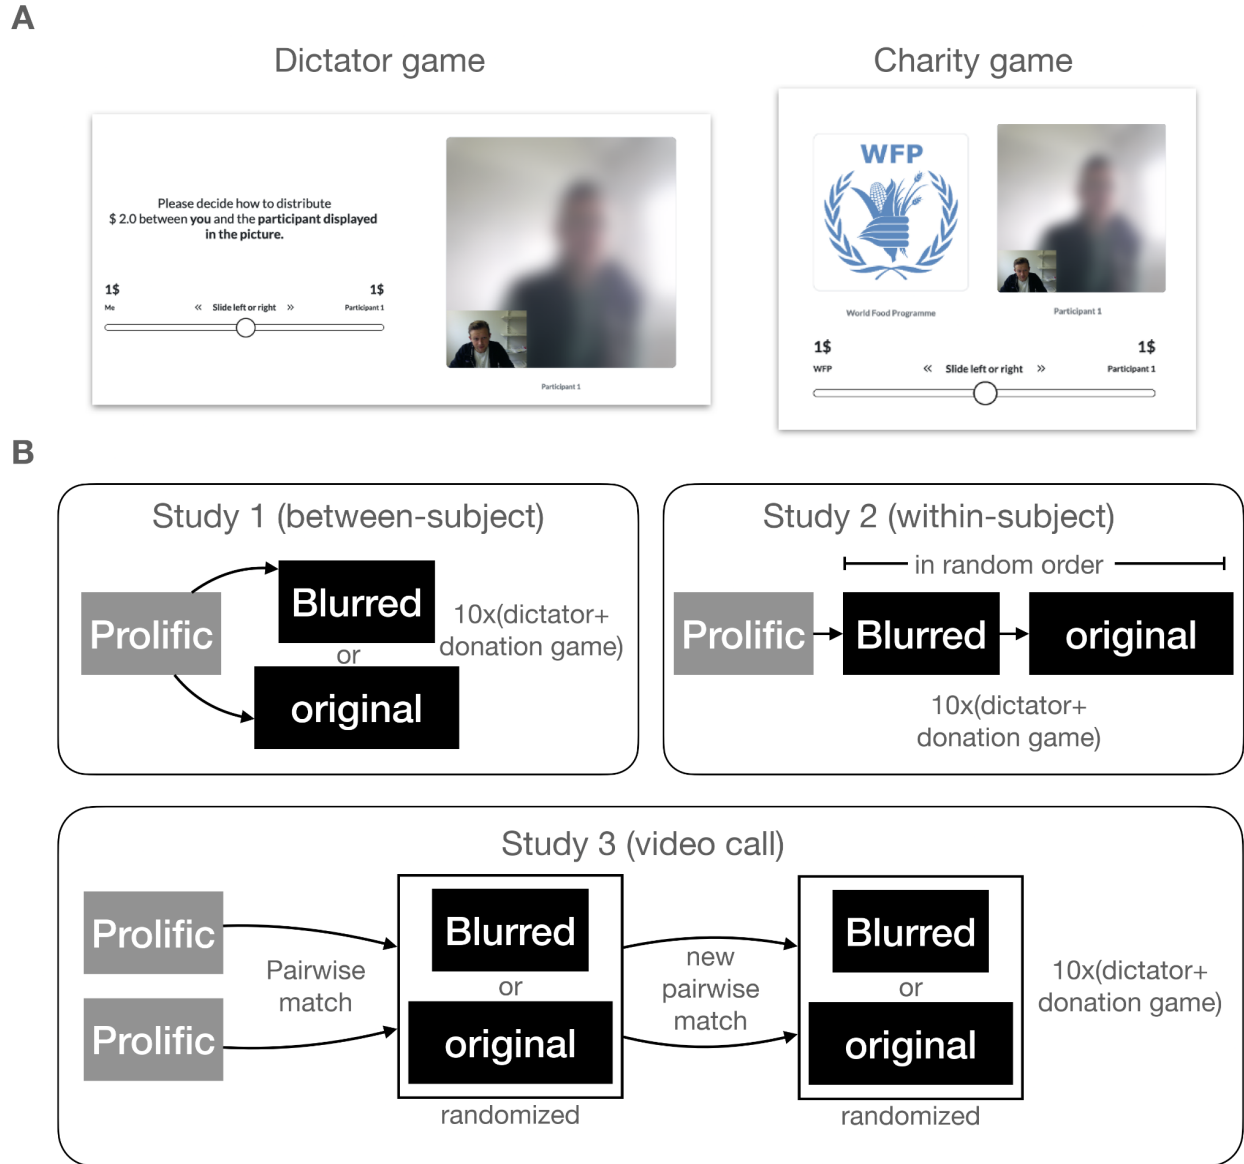 A
Dictator game
Charity game
Please decide how to distribute
$ 2.0 between you and the participant displayed
in the picture.
1$
1$
Me
«
Slide left or right
»
Participant 1
Participant 1
WFP
World Food Programme
Participant 1
1$
1$
WFP
«
Slide left or right
»
Participant 1
B
Study 1 (between-subject)
Prolific
Blurred
or
original
10x(dictator+
donation game)
Study 2 (within-subject)
in random order
Prolific
Blurred
original
10x(dictator+
donation game)
Study 3 (video call)
Prolific
Prolific
Pairwise
match
Blurred
or
original
randomized
new
pairwise
match
Blurred
or
original
randomized
10x(dictator+
donation game)